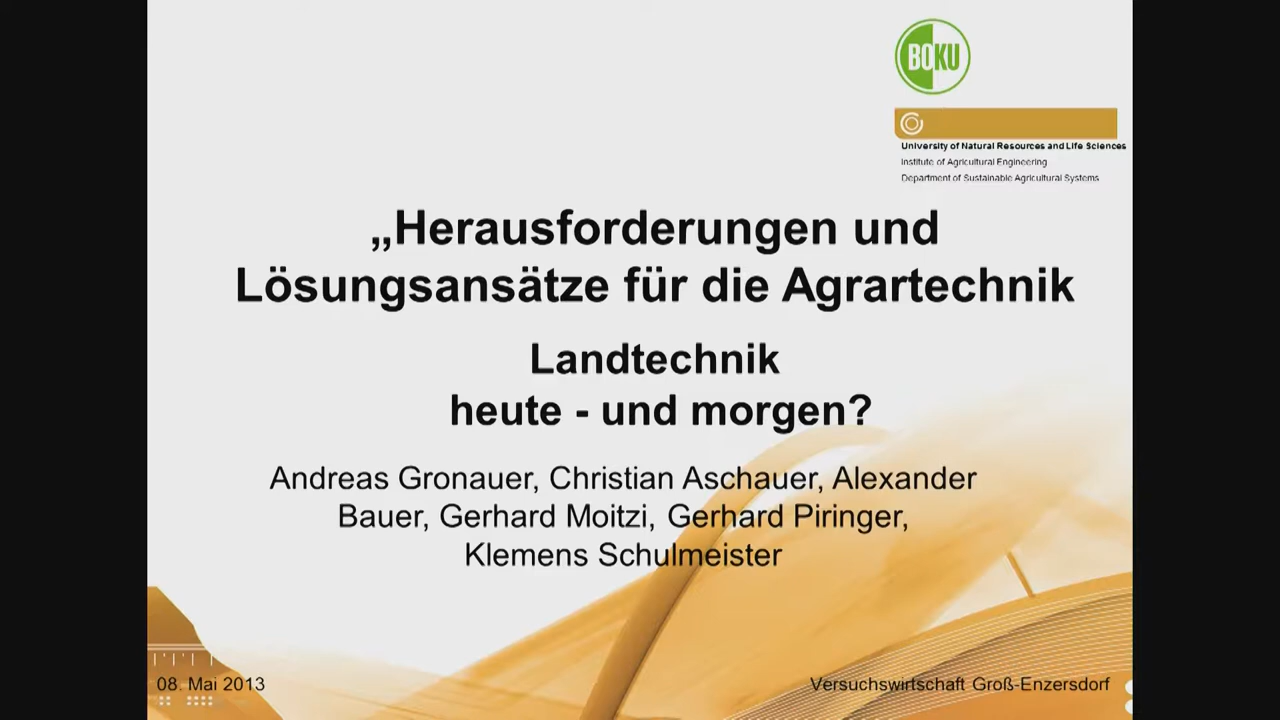 BOKU
University of Natural Resources and Life Sciences
Institute of Agricultural Engineering
Department of Sustainable Agricultural Systems
„Herausforderungen und
Lösungsansätze für die Agrartechnik
Landtechnik
heute - und morgen?
Andreas Gronauer, Christian Aschauer, Alexander
Bauer, Gerhard Moitzi, Gerhard Piringer,
Klemens Schulmeister
08. Mai 2013
Versuchswirtschaft Groß-Enzersdorf